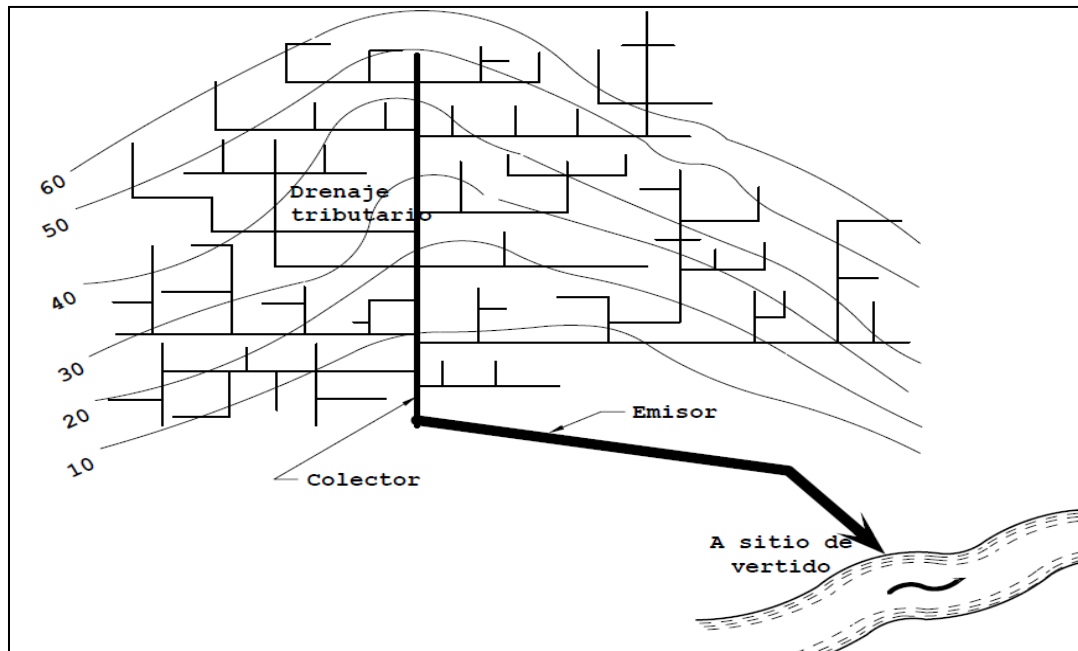 60
50
Drenaje
tributario
40
30
20
10
Emisor
Colector
A sitio de
vertido